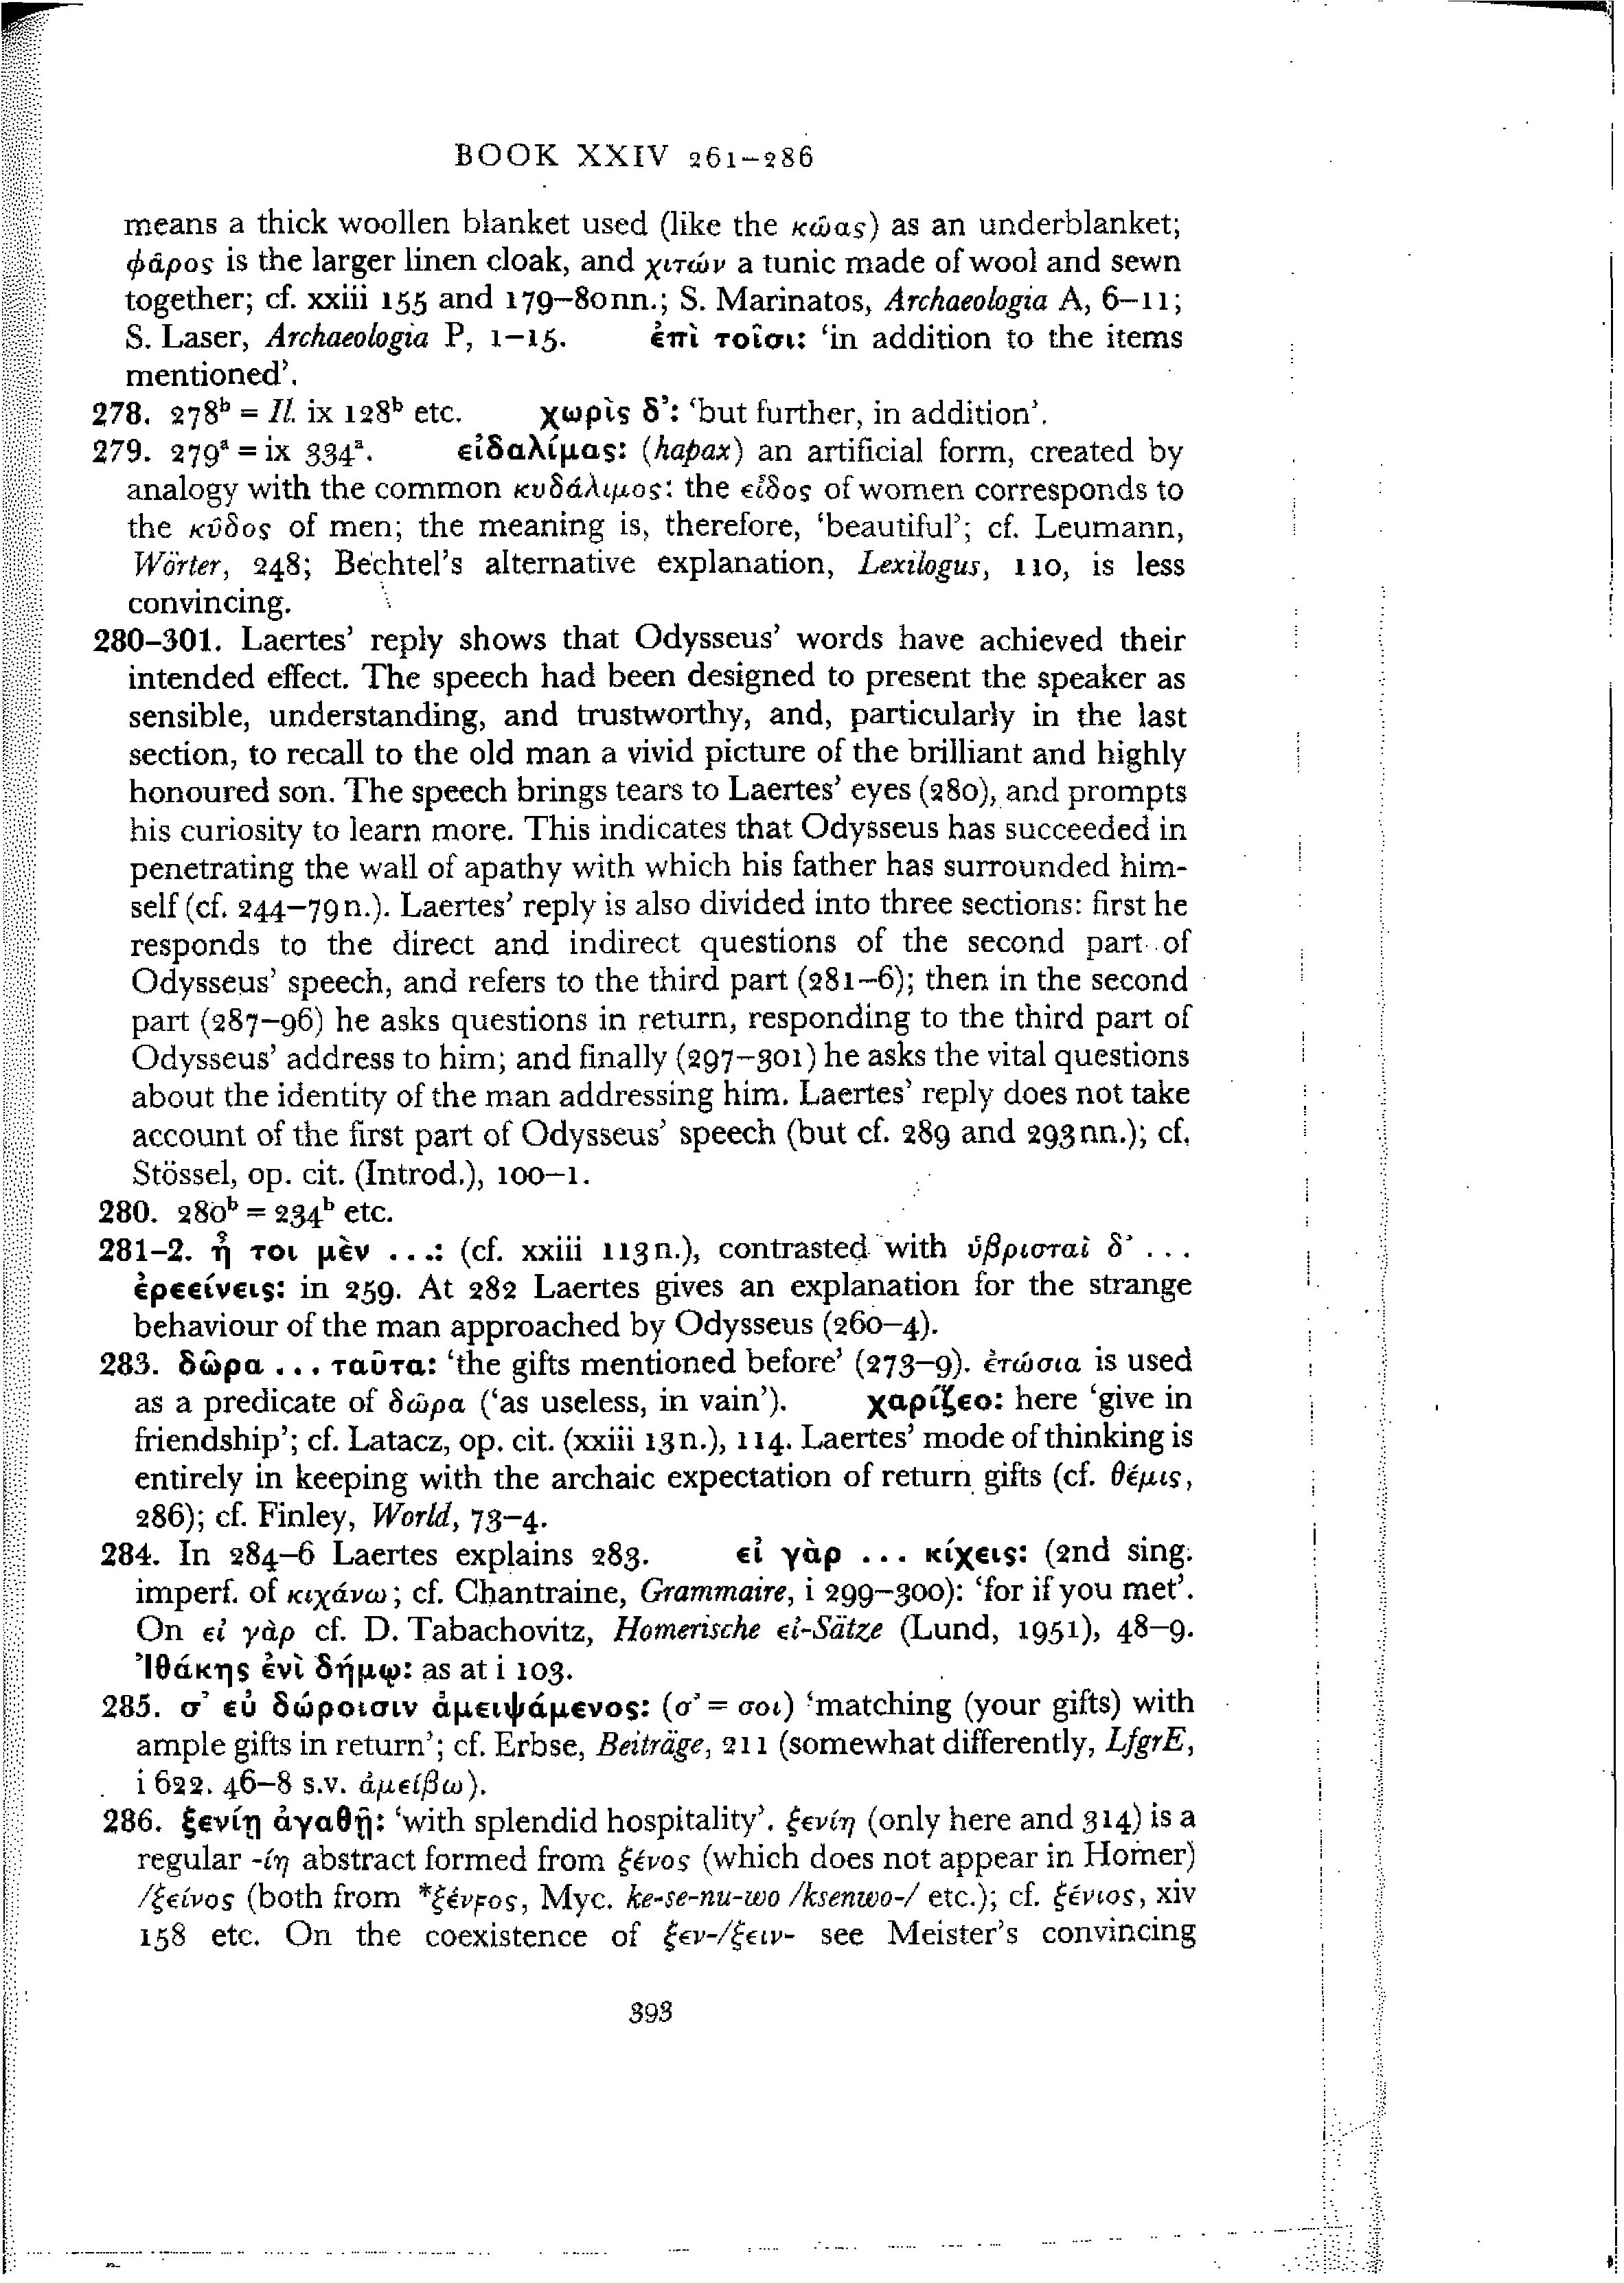 BOOK XXIV 261–286
means a thick woollen blanket used (like the κῶας) as an underblanket;
φᾶρος is the larger linen cloak, and χιτών a tunic made of wool and sewn
together; cf. xxiii 155 and 179–80nn.; S. Marinatos, Archaeologia A, 6–11;
S. Laser, Archaeologia P, 1–15. ἐπὶ τοῖσι: ‘in addition to the items
mentioned’.
278. 278ᵇ = Il. ix 128ᵇ etc. χωρὶς δ’: ‘but further, in addition’.
279. 279ᵃ = ix 334ᵃ. εἰδαλίμας: (hapax) an artificial form, created by
analogy with the common κυδάλιμος: the εἶδος of women corresponds to
the κῦδος of men; the meaning is, therefore, ‘beautiful’; cf. Leumann,
Wörter, 248; Bechtel’s alternative explanation, Lexilogus, 110, is less
convincing.
280–301. Laertes’ reply shows that Odysseus’ words have achieved their
intended effect. The speech had been designed to present the speaker as
sensible, understanding, and trustworthy, and, particularly in the last
section, to recall to the old man a vivid picture of the brilliant and highly
honoured son. The speech brings tears to Laertes’ eyes (280), and prompts
his curiosity to learn more. This indicates that Odysseus has succeeded in
penetrating the wall of apathy with which his father has surrounded him-
self (cf. 244–79n.). Laertes’ reply is also divided into three sections: first he
responds to the direct and indirect questions of the second part of
Odysseus’ speech, and refers to the third part (281–6); then in the second
part (287–96) he asks questions in return, responding to the third part of
Odysseus’ address to him; and finally (297–301) he asks the vital questions
about the identity of the man addressing him. Laertes’ reply does not take
account of the first part of Odysseus’ speech (but cf. 289 and 293nn.); cf.
Stössel, op. cit. (Introd.), 100–1.
280. 280ᵇ = 234ᵇ etc.
281–2. ἦ τοι μὲν ...: (cf. xxiii 113n.), contrasted with ὑβρισταὶ δ’ ...
ἐρεείνεις: in 259. At 282 Laertes gives an explanation for the strange
behaviour of the man approached by Odysseus (260–4).
283. δῶρα ... ταῦτα: ‘the gifts mentioned before’ (273–9). ἐτώσια is used
as a predicate of δῶρα (‘as useless, in vain’). χαρίζεο: here ‘give in
friendship’; cf. Latacz, op. cit. (xxiii 13n.), 114. Laertes’ mode of thinking is
entirely in keeping with the archaic expectation of return gifts (cf. θέμις,
286); cf. Finley, World, 73–4.
284. In 284–6 Laertes explains 283. εἰ γὰρ ... κίχεις: (2nd sing.
imperf. of κιχάνω; cf. Chantraine, Grammaire, i 299–300): ‘for if you met’.
On εἰ γὰρ cf. D. Tabachovitz, Homerische εἰ-Sätze (Lund, 1951), 48–9.
Ἰθάκης ἐνὶ δήμῳ: as at i 103.
285. σ’ εὖ δώροισιν ἀμειψάμενος: (σ’ = σοι) ‘matching (your gifts) with
ample gifts in return’; cf. Erbse, Beiträge, 211 (somewhat differently, LfgrE,
i 622. 46–8 s.v. ἀμείβω).
286. ξενίῃ ἀγαθῇ: ‘with splendid hospitality’. ξενίη (only here and 314) is a
regular -ίη abstract formed from ξένος (which does not appear in Homer)
/ξεῖνος (both from *ξένϝος, Myc. ke-se-nu-wo /ksenwo-/ etc.); cf. ξένιος, xiv
158 etc. On the coexistence of ξεν-/ξειν- see Meister’s convincing
393